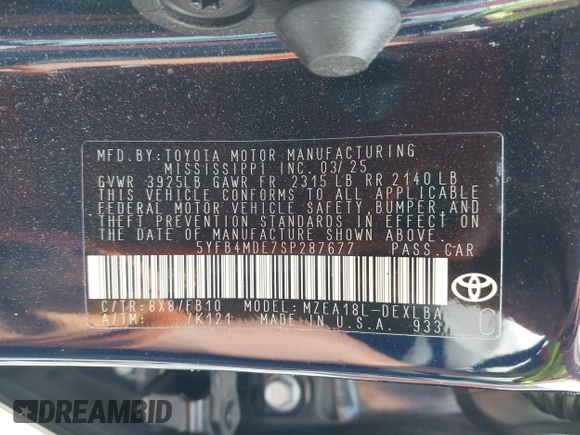 MFD.BY: TOYOTA MOTOR MANUFACTURING
MISSISSIPPI INC. 03/25
GVWR 3925LB GAWR FR 2315 LB RR 2140 LB
THIS VEHICLE CONFORMS TO ALL APPLICABLE
FEDERAL MOTOR VEHICLE SAFETY, BUMPER, AND
THEFT PREVENTION STANDARDS IN EFFECT ON
THE DATE OF MANUFACTURE SHOWN ABOVE.
5YFB4MDE7SP287677 PASS.CAR
C/TR: 8X8/FB10 MODEL: MZEA18L-DEXLBA
A/TM: /K121 MADE IN U.S.A. 933
C
DREAMBID